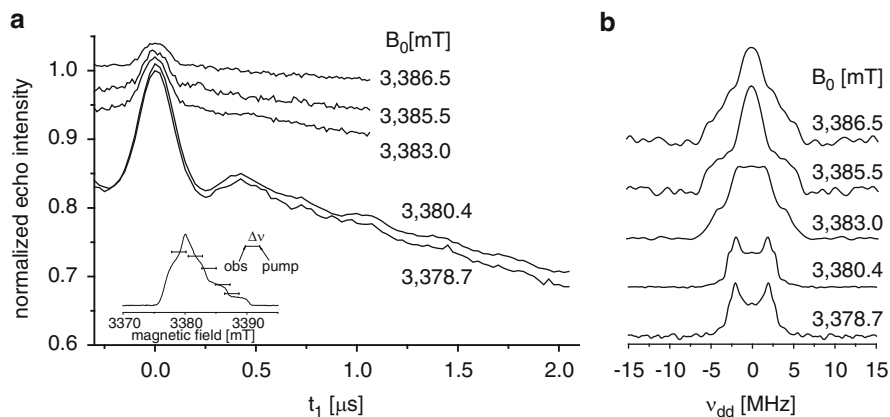 a
normalized echo intensity
1.0
0.9
0.8
0.7
0.6
B₀[mT]
3,386.5
3,385.5
3,383.0
3,380.4
3,378.7
Δν
obs pump
3370 3380 3390
magnetic field [mT]
0.0 0.5 1.0 1.5 2.0
t₁ [μs]
b
B₀ [mT]
3,386.5
3,385.5
3,383.0
3,380.4
3,378.7
-15 -10 -5 0 5 10 15
ν_dd [MHz]